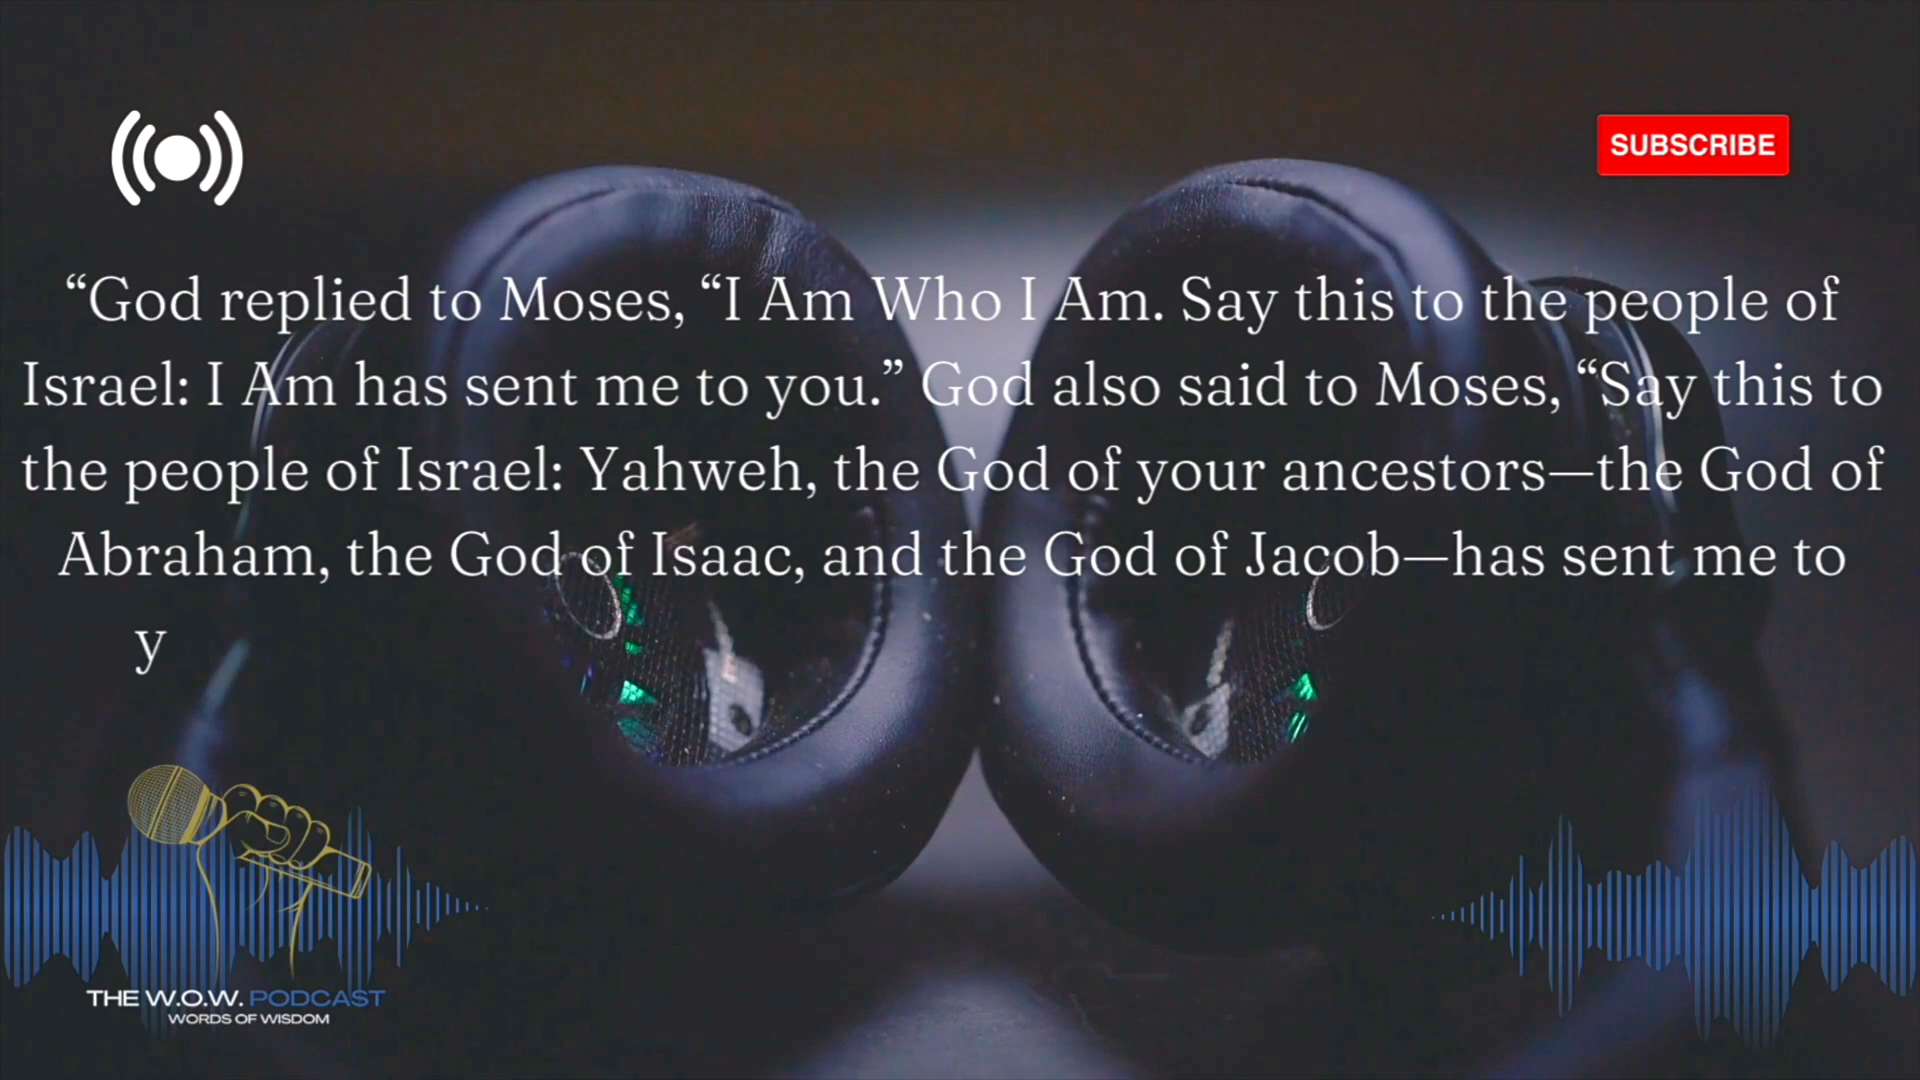 SUBSCRIBE
“God replied to Moses, “I Am Who I Am. Say this to the people of
Israel: I Am has sent me to you.” God also said to Moses, “Say this to
the people of Israel: Yahweh, the God of your ancestors—the God of
Abraham, the God of Isaac, and the God of Jacob—has sent me to
y
THE W.O.W. PODCAST
WORDS OF WISDOM